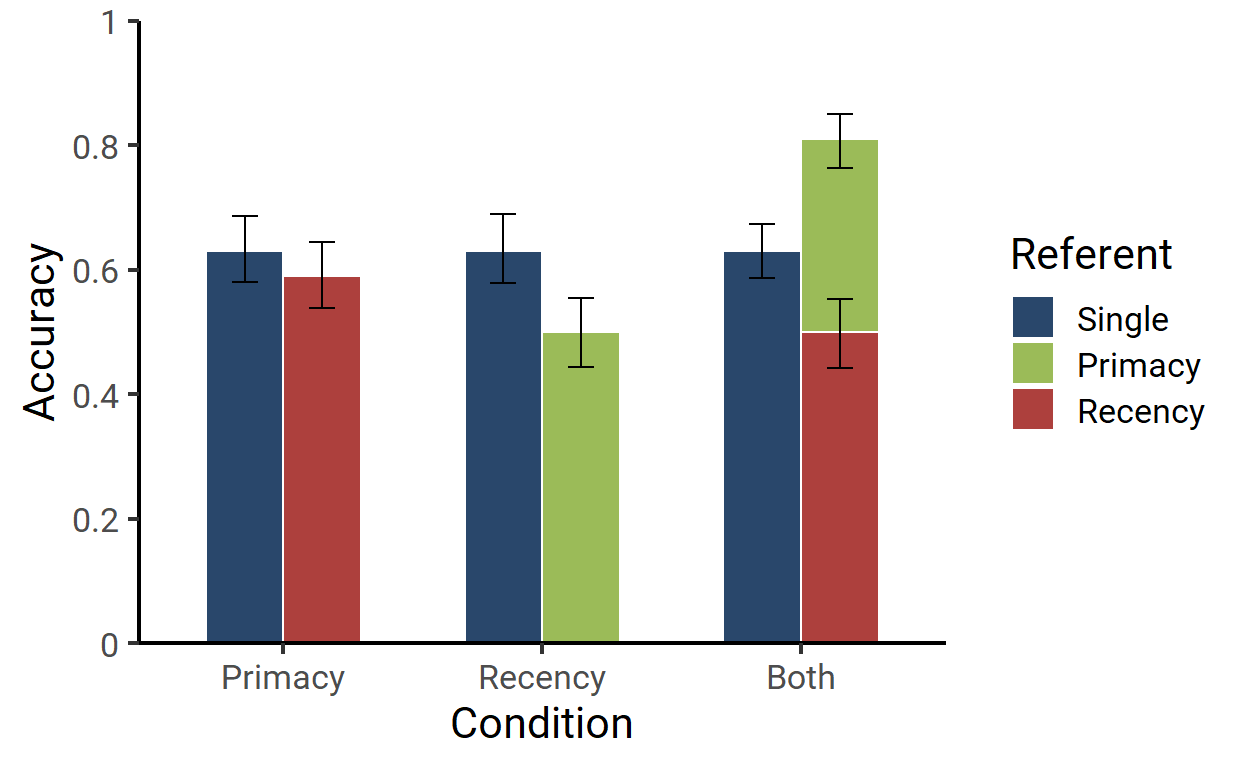 1
0.8
0.6
0.4
0.2
0
Accuracy
Primacy
Recency
Both
Condition
Referent
Single
Primacy
Recency